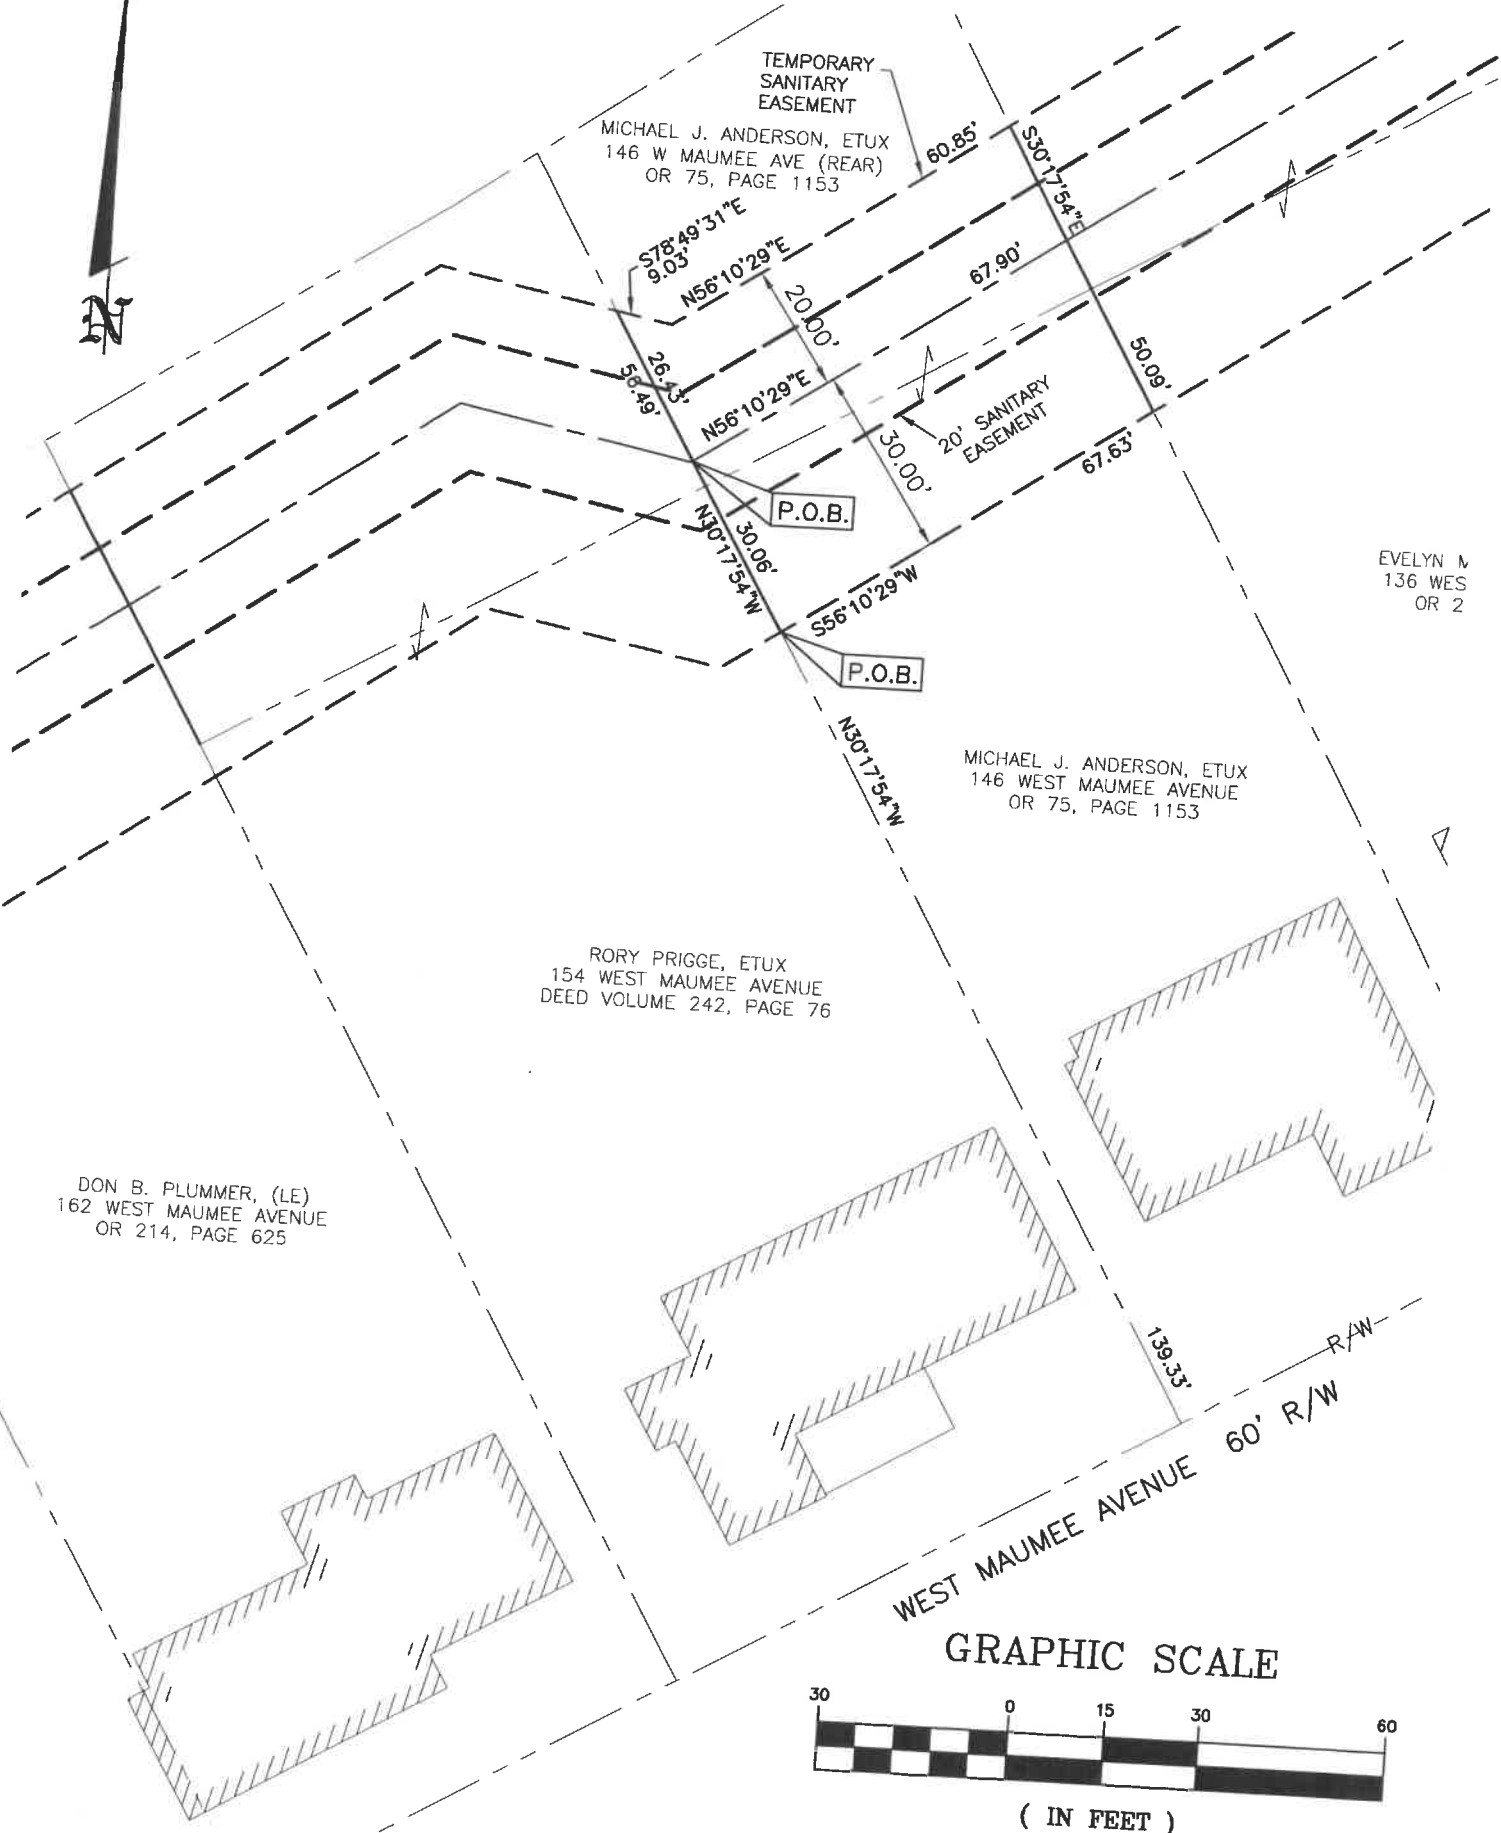 TEMPORARY
SANITARY
EASEMENT
MICHAEL J. ANDERSON, ETUX
146 W MAUMEE AVE (REAR)
OR 75, PAGE 1153
60.85'
S30°17'54"E
S78°49'31"E
9.03'
N56°10'29"E
20.00'
67.90'
N
26.43'
56.49'
N56°10'29"E
50.09'
20' SANITARY
EASEMENT
30.00'
67.63'
P.O.B.
N30°17'54"W
30.06'
S56°10'29"W
P.O.B.
EVELYN
136 WES
OR 2
N30°17'54"W
MICHAEL J. ANDERSON, ETUX
146 WEST MAUMEE AVENUE
OR 75, PAGE 1153
RORY PRIGGE, ETUX
154 WEST MAUMEE AVENUE
DEED VOLUME 242, PAGE 76
DON B. PLUMMER, (LE)
162 WEST MAUMEE AVENUE
OR 214, PAGE 625
139.33'
R/W
WEST MAUMEE AVENUE 60' R/W
GRAPHIC SCALE
30 0 15 30 60
( IN FEET )